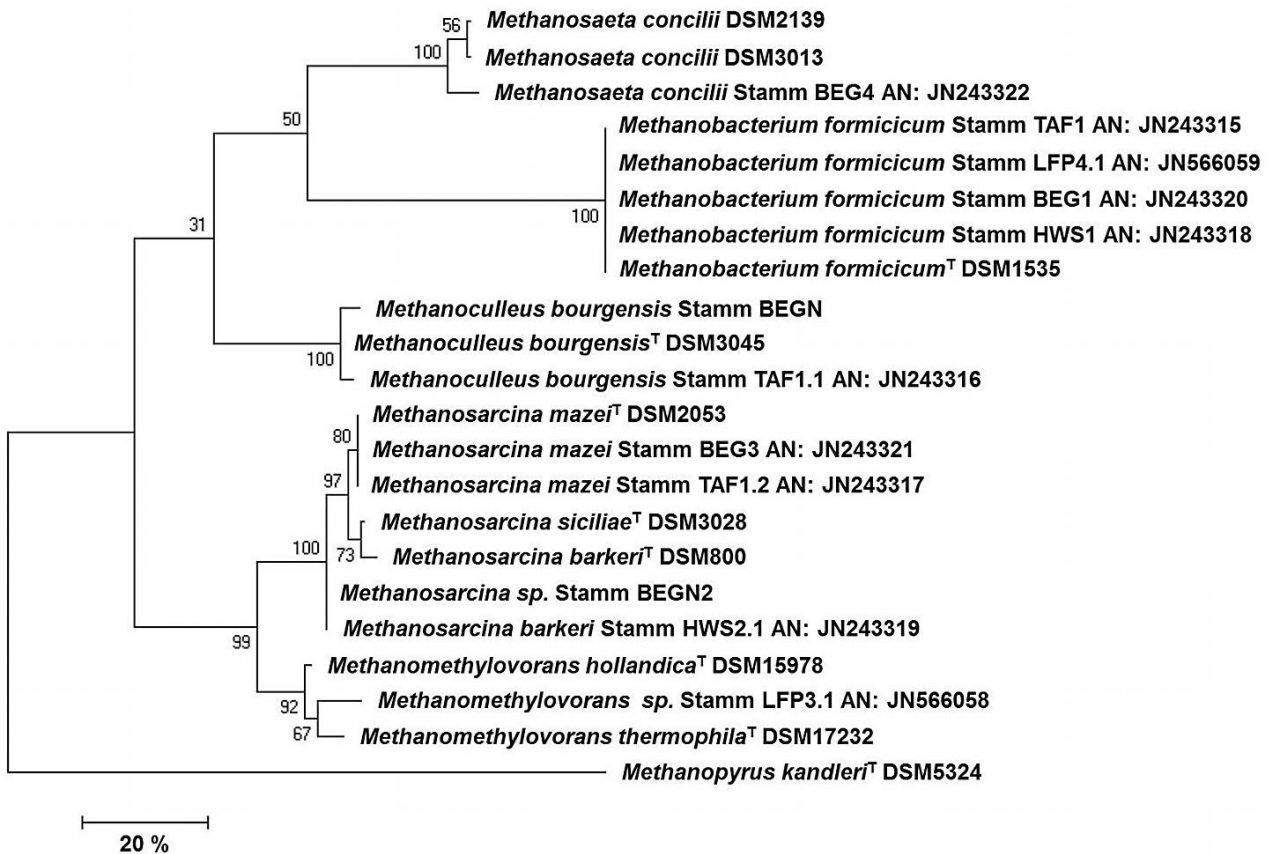 56
Methanosaeta concilii DSM2139
100
Methanosaeta concilii DSM3013
Methanosaeta concilii Stamm BEG4 AN: JN243322
50
Methanobacterium formicicum Stamm TAF1 AN: JN243315
Methanobacterium formicicum Stamm LFP4.1 AN: JN566059
Methanobacterium formicicum Stamm BEG1 AN: JN243320
100
31
Methanobacterium formicicum Stamm HWS1 AN: JN243318
Methanobacterium formicicumᵀ DSM1535
Methanoculleus bourgensis Stamm BEGN
Methanoculleus bourgensisᵀ DSM3045
100
Methanoculleus bourgensis Stamm TAF1.1 AN: JN243316
Methanosarcina mazeiᵀ DSM2053
80
Methanosarcina mazei Stamm BEG3 AN: JN243321
97
Methanosarcina mazei Stamm TAF1.2 AN: JN243317
Methanosarcina siciliaeᵀ DSM3028
100
73
Methanosarcina barkeriᵀ DSM800
Methanosarcina sp. Stamm BEGN2
Methanosarcina barkeri Stamm HWS2.1 AN: JN243319
99
Methanomethylovorans hollandicaᵀ DSM15978
92
Methanomethylovorans sp. Stamm LFP3.1 AN: JN566058
67
Methanomethylovorans thermophilaᵀ DSM17232
Methanopyrus kandleriᵀ DSM5324
20 %